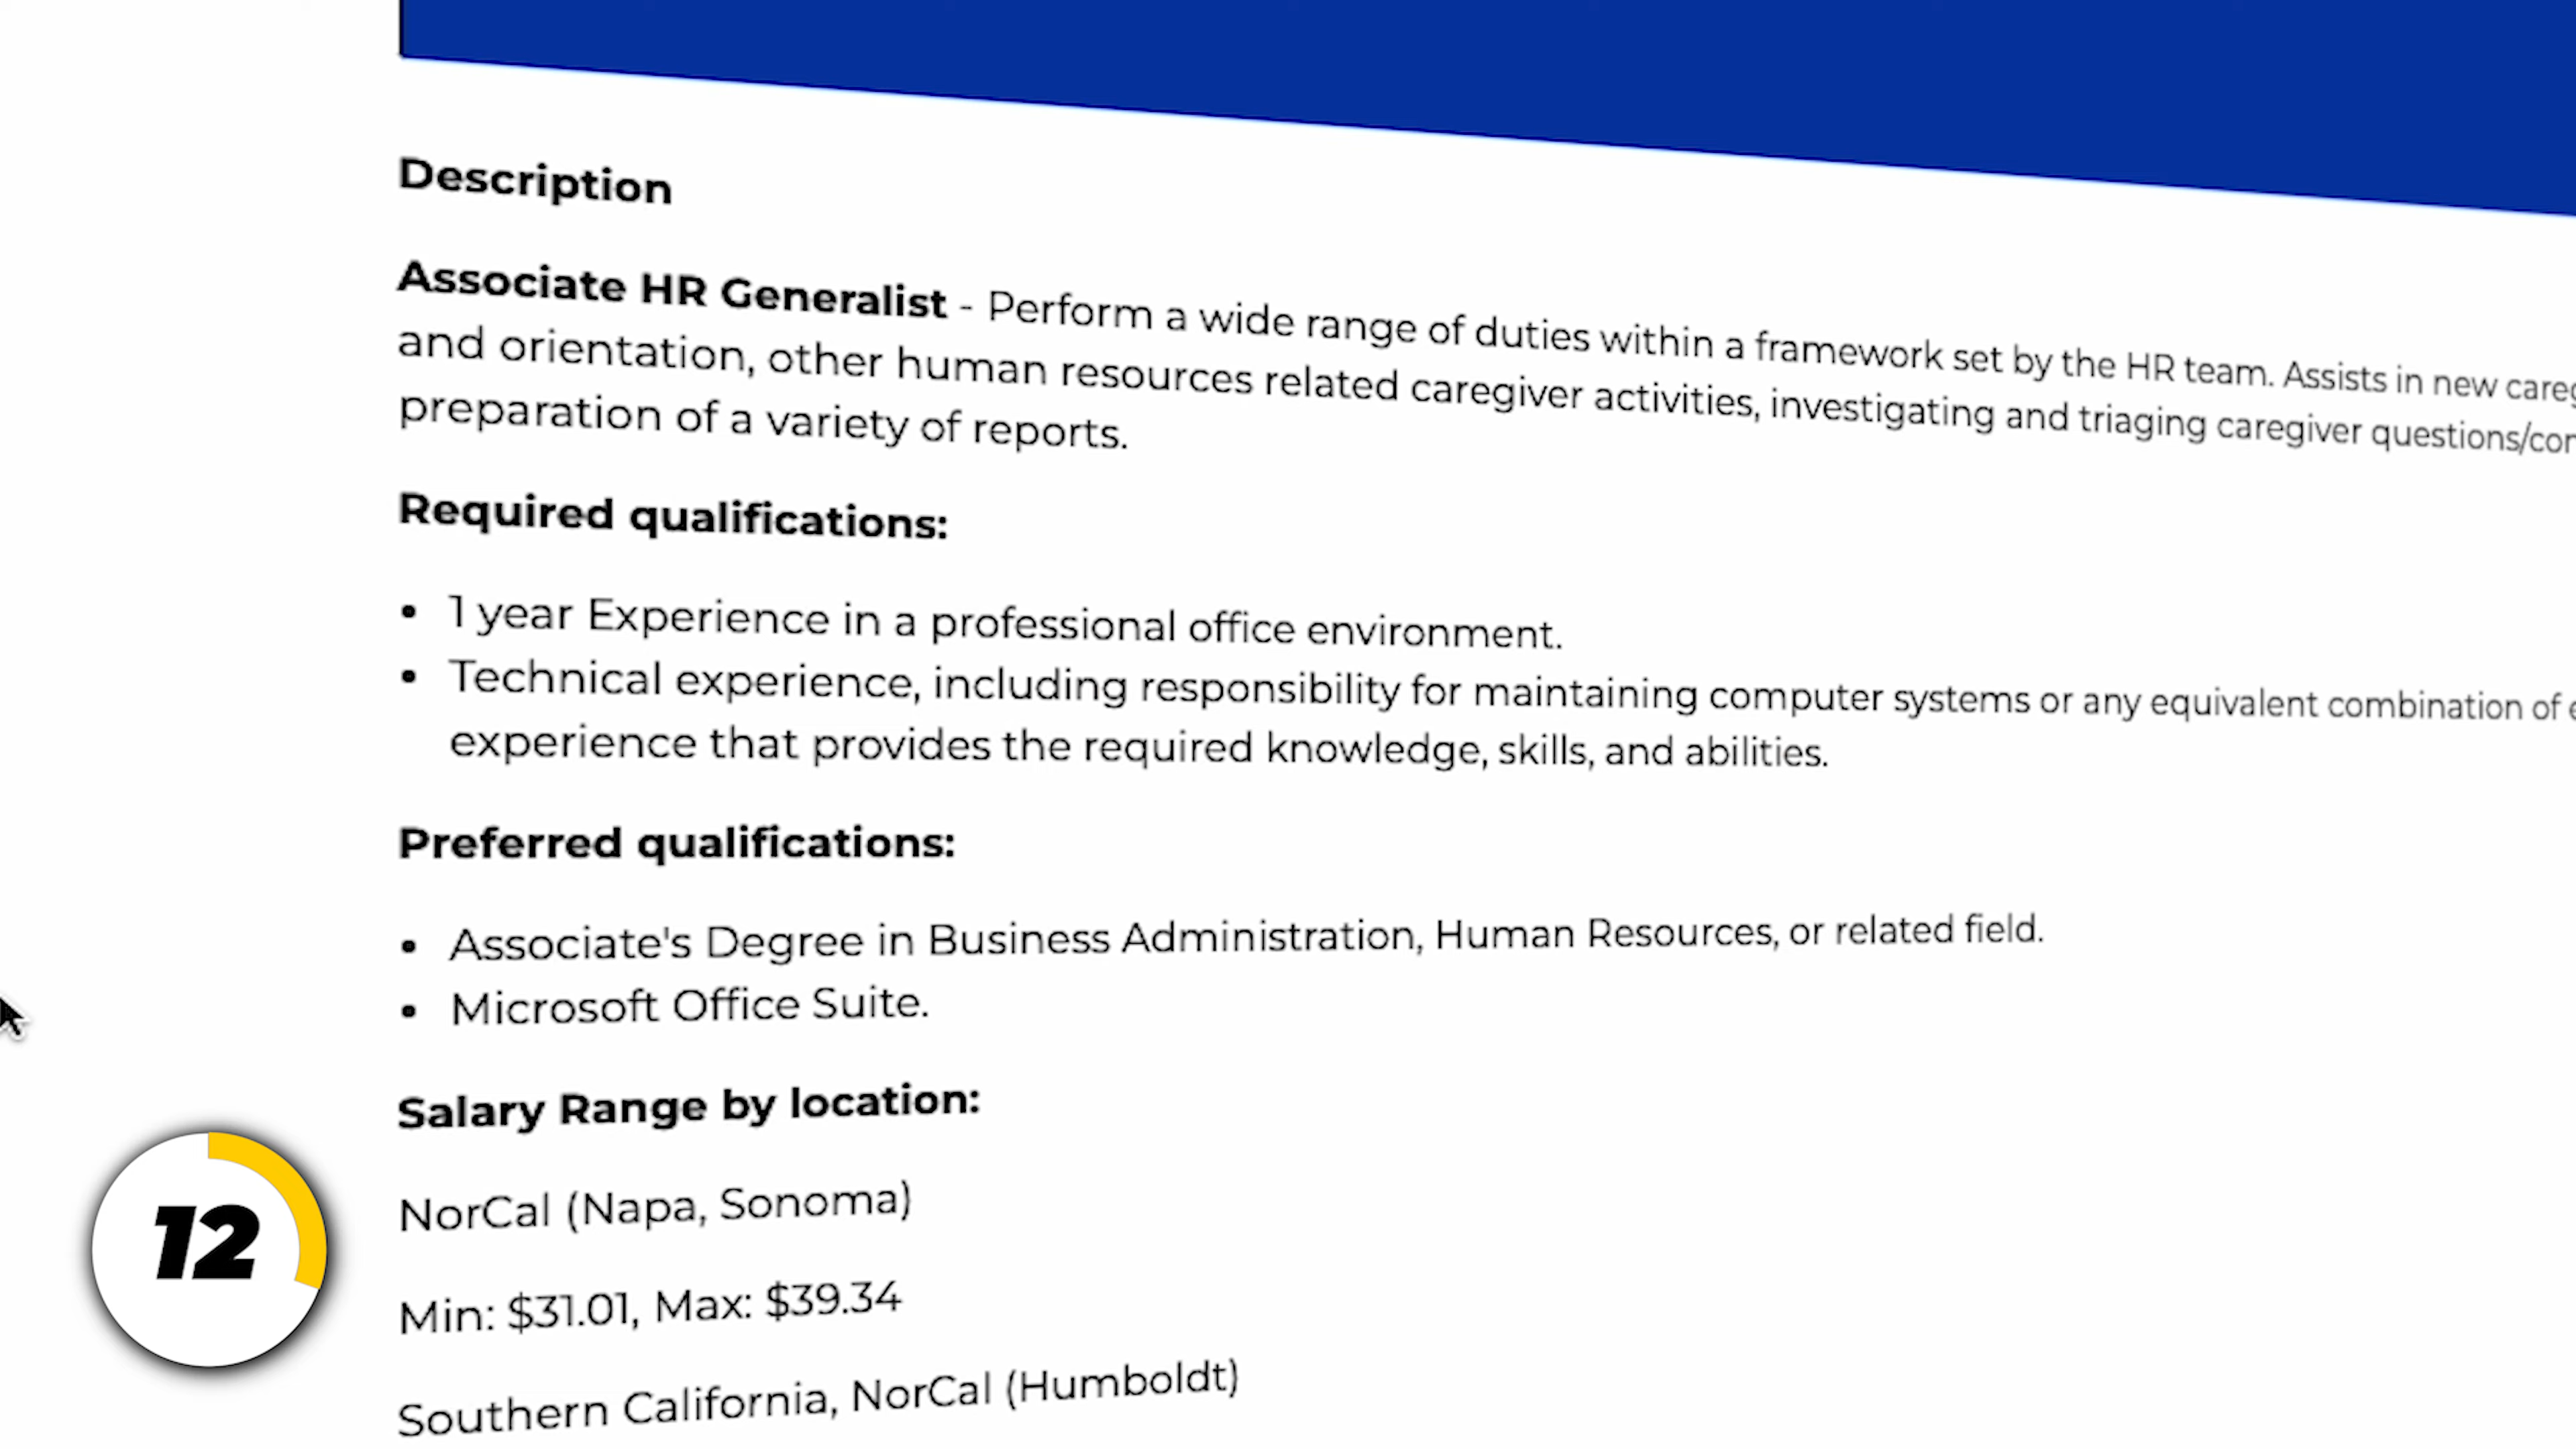 Description
Associate HR Generalist - Perform a wide range of duties within a framework set by the HR team. Assists in new
and orientation, other human resources related caregiver activities, investigating and triaging caregiver
preparation of a variety of reports.
Required qualifications:
• 1 year Experience in a professional office environment.
• Technical experience, including responsibility for maintaining computer systems or any equivalent combination of
experience that provides the required knowledge, skills, and abilities.
Preferred qualifications:
• Associate's Degree in Business Administration, Human Resources, or related field.
• Microsoft Office Suite.
Salary Range by location:
NorCal (Napa, Sonoma)
Min: $31.01, Max: $39.34
Southern California, NorCal (Humboldt)
12